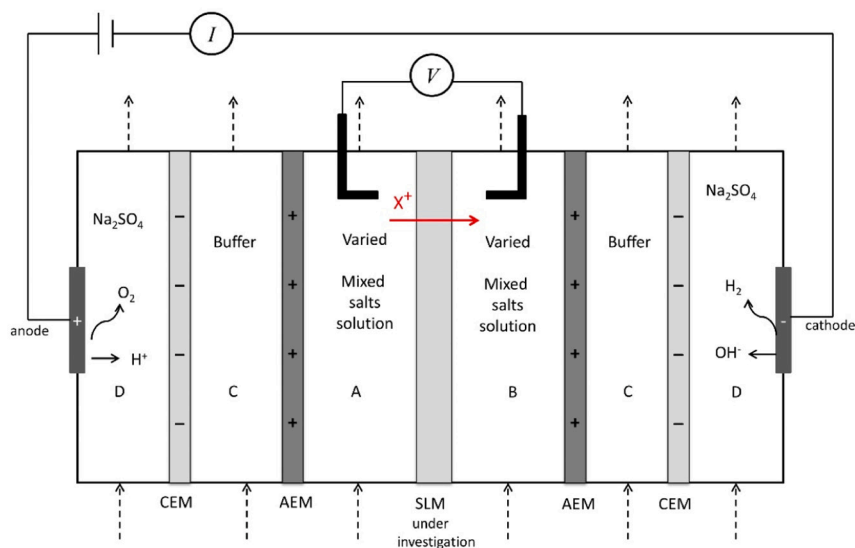 I
V
Na2SO4
Buffer
X+
Varied
Mixed
salts
solution
Varied
Mixed
salts
solution
Buffer
Na2SO4
O2
H2
anode
+
-
cathode
H+
OH-
D
C
A
B
C
D
−
−
−
−
+
+
+
+
+
+
+
+
−
−
−
−
CEM
AEM
SLM
under
investigation
AEM
CEM